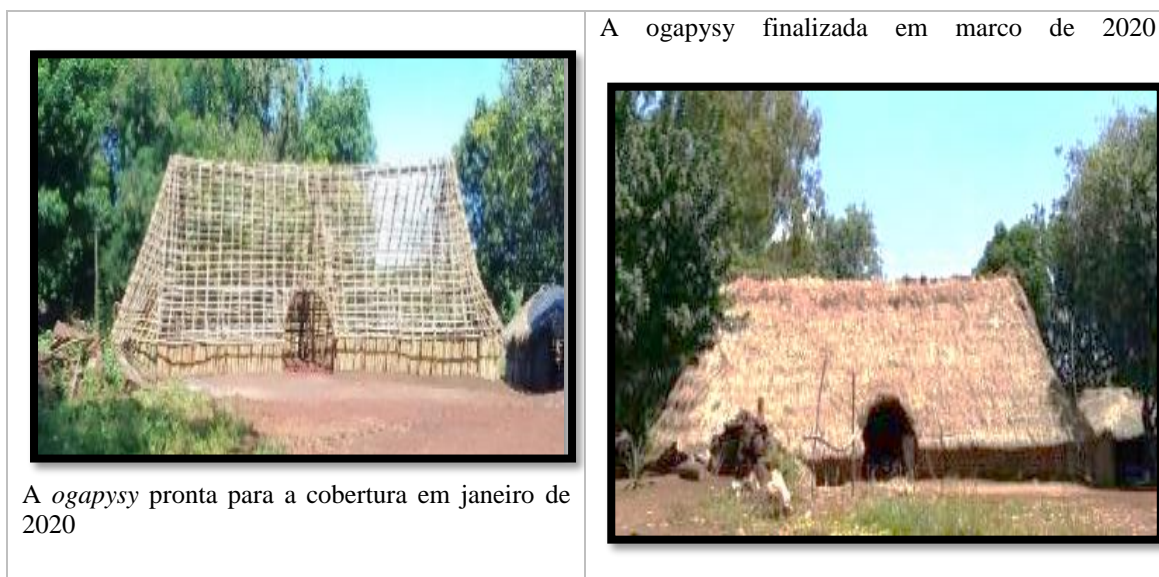 A ogapysy finalizada em marco de 2020
A ogapysy pronta para a cobertura em janeiro de
2020